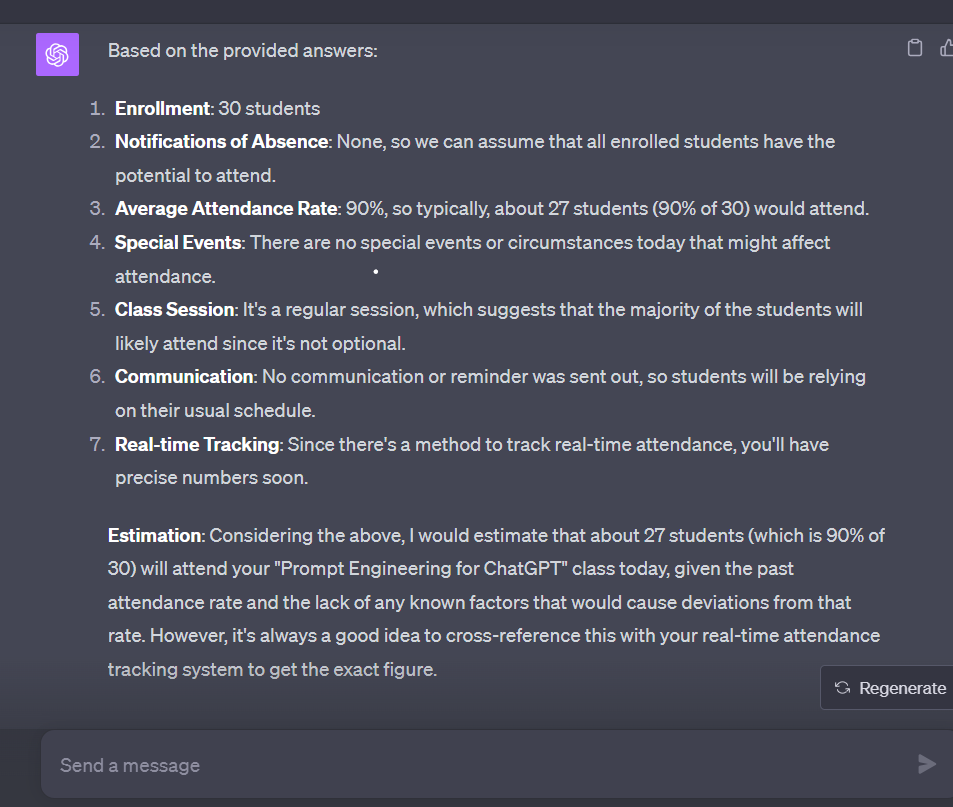 Based on the provided answers:
1. Enrollment: 30 students
2. Notifications of Absence: None, so we can assume that all enrolled students have the
potential to attend.
3. Average Attendance Rate: 90%, so typically, about 27 students (90% of 30) would attend.
4. Special Events: There are no special events or circumstances today that might affect
attendance.
5. Class Session: It's a regular session, which suggests that the majority of the students will
likely attend since it's not optional.
6. Communication: No communication or reminder was sent out, so students will be relying
on their usual schedule.
7. Real-time Tracking: Since there's a method to track real-time attendance, you'll have
precise numbers soon.
Estimation: Considering the above, I would estimate that about 27 students (which is 90% of
30) will attend your "Prompt Engineering for ChatGPT" class today, given the past
attendance rate and the lack of any known factors that would cause deviations from that
rate. However, it's always a good idea to cross-reference this with your real-time attendance
tracking system to get the exact figure.
Regenerate
Send a message